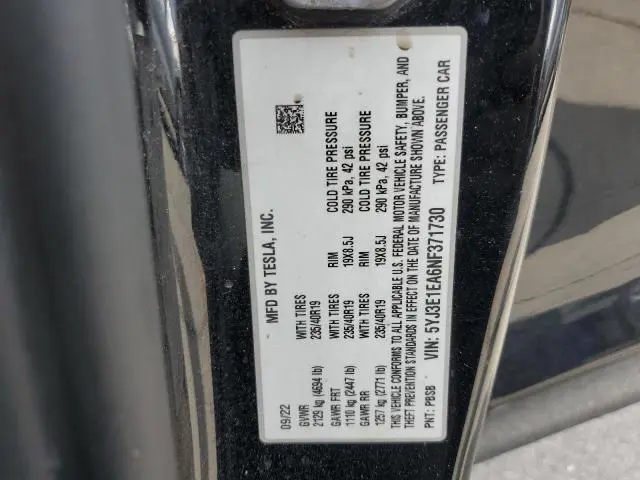 09/22 MFD BY TESLA, INC.
GVWR WITH TIRES RIM COLD TIRE PRESSURE
2129 kg (4694 lb) 235/40R19 19X8.5J 290 kPa, 42 psi
GAWR FRT WITH TIRES RIM COLD TIRE PRESSURE
1110 kg (2447 lb) 235/40R19 19X8.5J 290 kPa, 42 psi
GAWR RR WITH TIRES RIM COLD TIRE PRESSURE
1257 kg (2771 lb) 235/40R19 19X8.5J 290 kPa, 42 psi
THIS VEHICLE CONFORMS TO ALL APPLICABLE U.S. FEDERAL MOTOR VEHICLE SAFETY, BUMPER, AND
THEFT PREVENTION STANDARDS IN EFFECT ON THE DATE OF MANUFACTURE SHOWN ABOVE.
PNT: PBSB VIN: 5YJ3E1EA6NF371730 TYPE: PASSENGER CAR